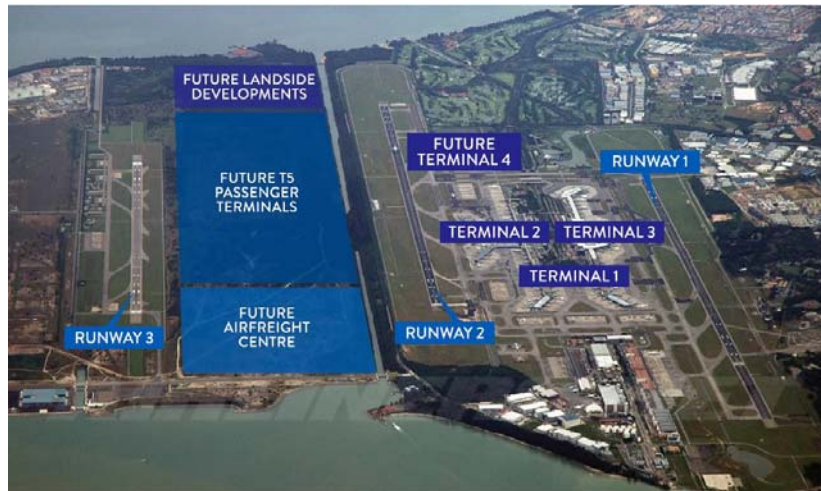 FUTURE LANDSIDE
DEVELOPMENTS
FUTURE T5
PASSENGER
TERMINALS
FUTURE
AIRFREIGHT
CENTRE
RUNWAY 3
FUTURE
TERMINAL 4
RUNWAY 1
TERMINAL 2
TERMINAL 3
TERMINAL 1
RUNWAY 2